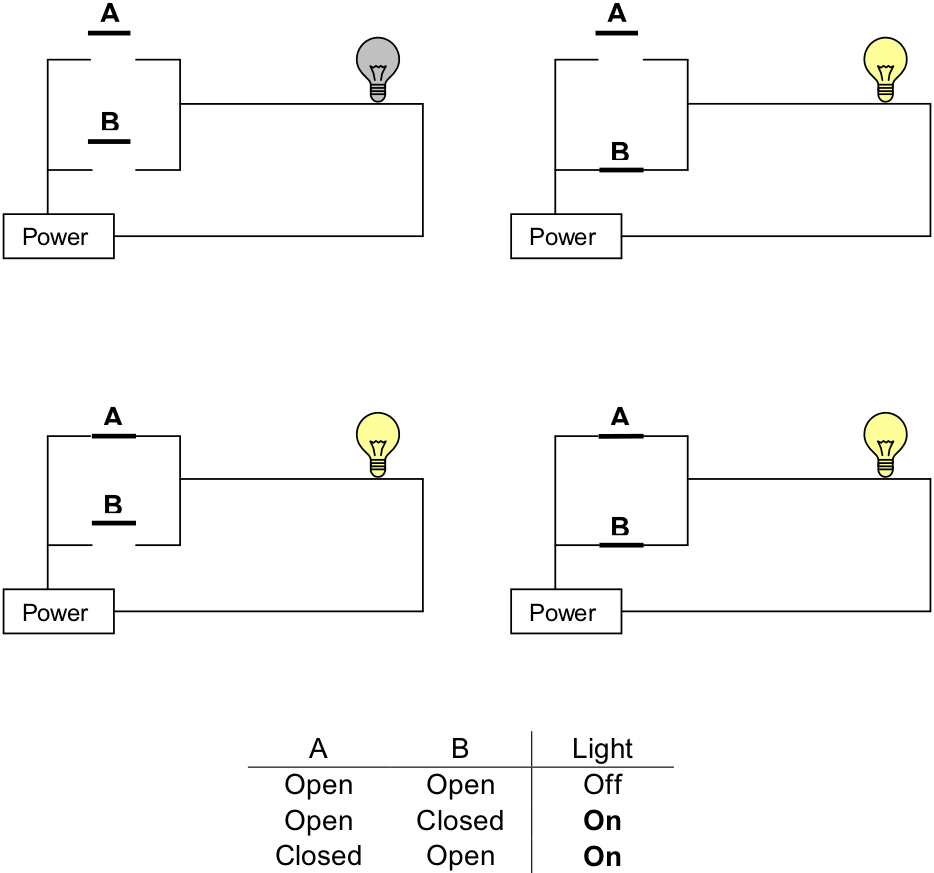 A A
B B
Power Power
A A
B B
Power Power
A B Light
Open Open Off
Open Closed On
Closed Open On